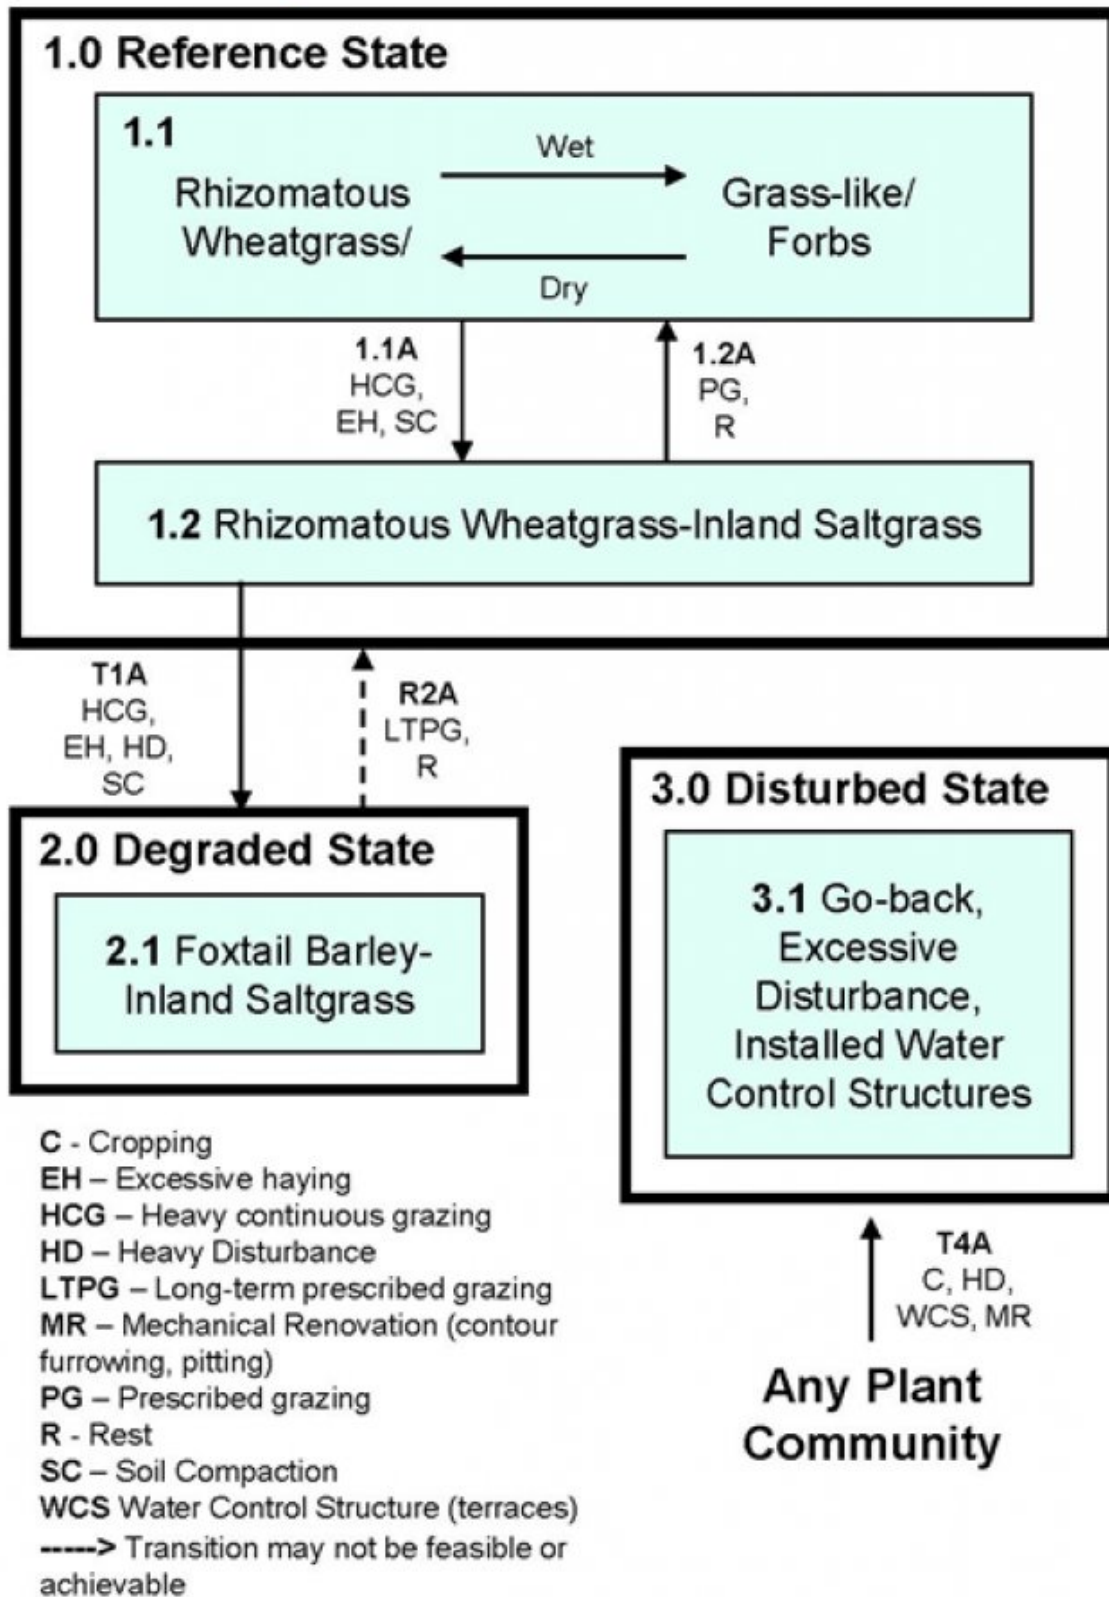 1.0 Reference State
1.1
Wet
Rhizomatous
Wheatgrass/
Grass-like/
Forbs
Dry
1.1A
HCG,
EH, SC
1.2A
PG,
R
1.2 Rhizomatous Wheatgrass-Inland Saltgrass
T1A
HCG,
EH, HD,
SC
R2A
LTPG,
R
2.0 Degraded State
2.1 Foxtail Barley-
Inland Saltgrass
3.0 Disturbed State
3.1 Go-back,
Excessive
Disturbance,
Installed Water
Control Structures
T4A
C, HD,
WCS, MR
Any Plant
Community
C - Cropping
EH – Excessive haying
HCG – Heavy continuous grazing
HD – Heavy Disturbance
LTPG – Long-term prescribed grazing
MR – Mechanical Renovation (contour
furrowing, pitting)
PG – Prescribed grazing
R - Rest
SC – Soil Compaction
WCS Water Control Structure (terraces)
-----> Transition may not be feasible or
achievable